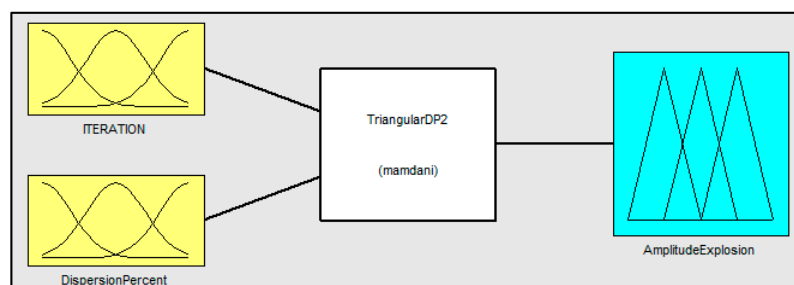 ITERATION
TriangularDP2
(mamdani)
DispersionPercent
AmplitudeExplosion